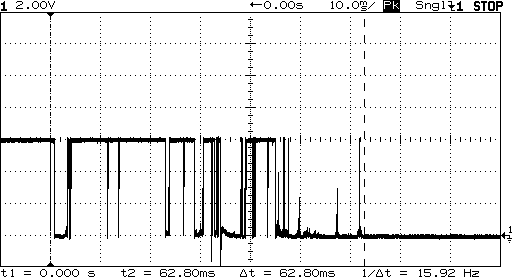 1 2.00V ←0.00s 10.0ms/ Pk Sngl 1 STOP
1
t1 = 0.000 s t2 = 62.80ms Δt = 62.80ms 1/Δt = 15.92 Hz